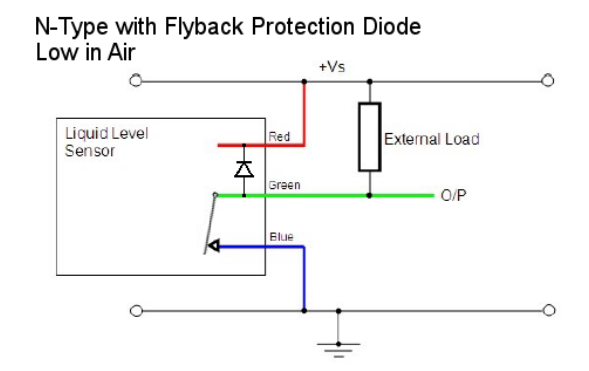 N-Type with Flyback Protection Diode
Low in Air
+Vs
Liquid Level
Sensor
Red
External Load
Green
O/P
Blue